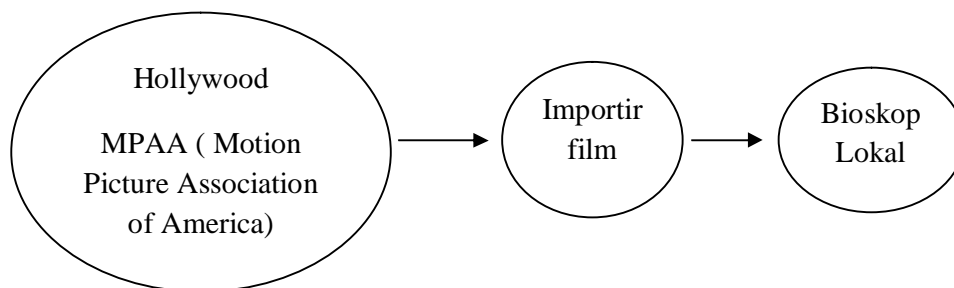 Hollywood
MPAA ( Motion
Picture Association
of America)
Importir
film
Bioskop
Lokal